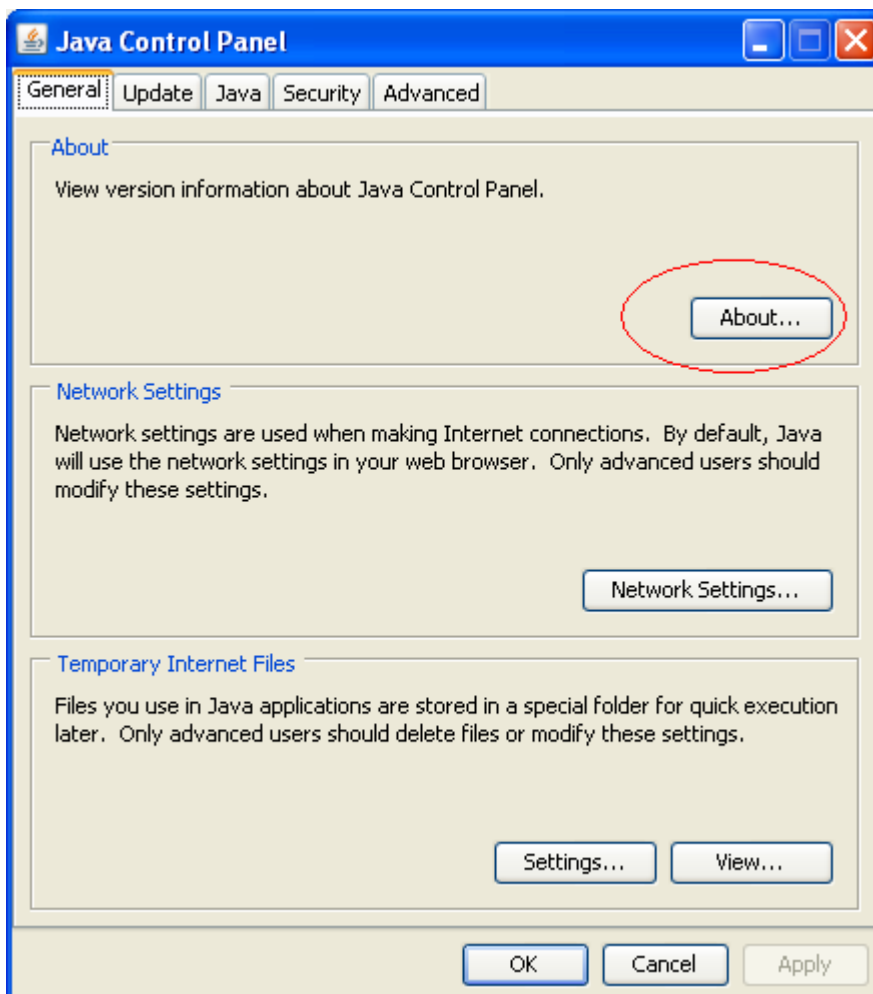 Java Control Panel
General Update Java Security Advanced
About
View version information about Java Control Panel.
About...
Network Settings
Network settings are used when making Internet connections.  By default, Java
will use the network settings in your web browser.  Only advanced users should
modify these settings.
Network Settings...
Temporary Internet Files
Files you use in Java applications are stored in a special folder for quick execution
later.  Only advanced users should delete files or modify these settings.
Settings... View...
OK Cancel Apply